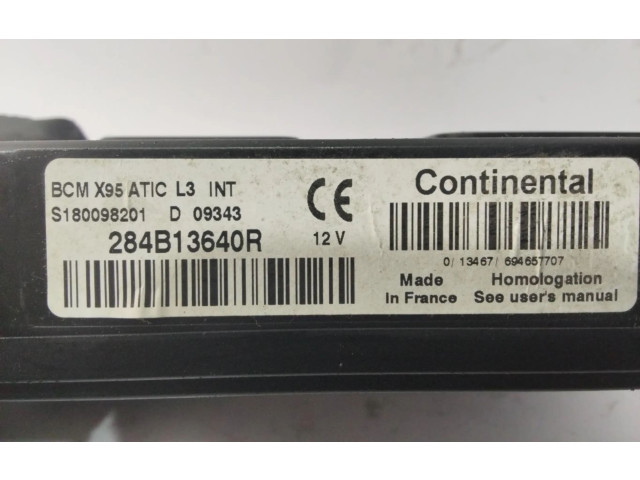 BCM X95 ATIC L3 INT
S180098201 D 09343
284B13640R
CE
12 V
Continental
0/ 13467/ 694657707
Made
in France
Homologation
See user's manual